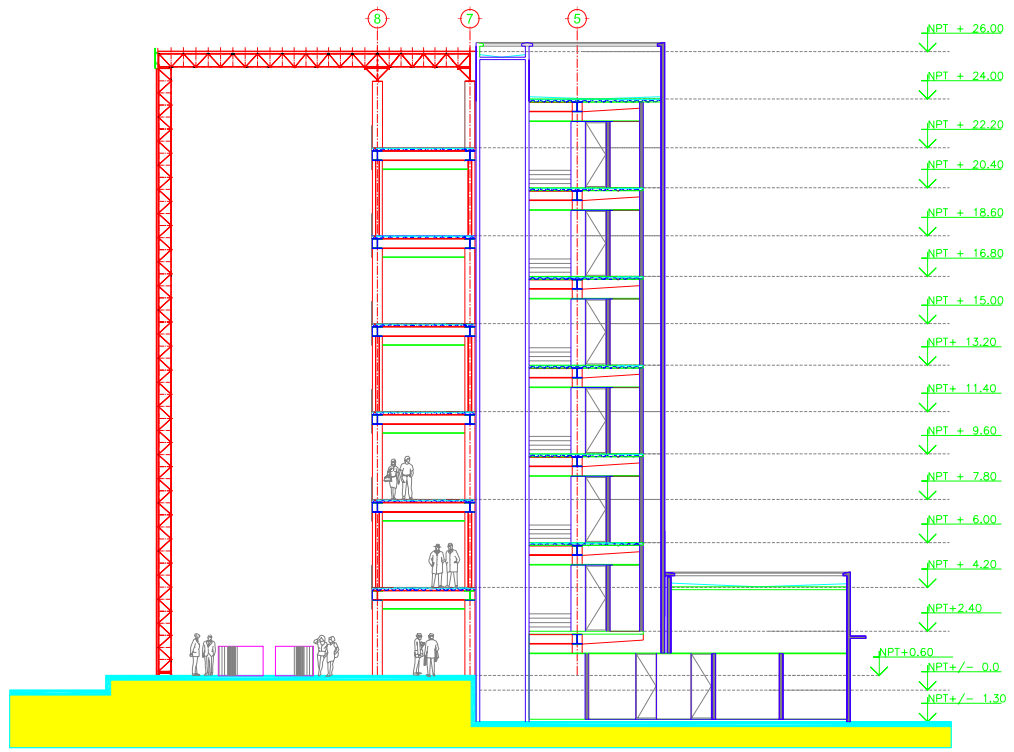 8 7 5
NPT + 26.00
NPT + 24.00
NPT + 22.20
NPT + 20.40
NPT + 18.60
NPT + 16.80
NPT + 15.00
NPT+ 13.20
NPT+ 11.40
NPT + 9.60
NPT + 7.80
NPT + 6.00
NPT + 4.20
NPT+2.40
NPT+0.60
NPT+/- 0.0
NPT+/- 1.30